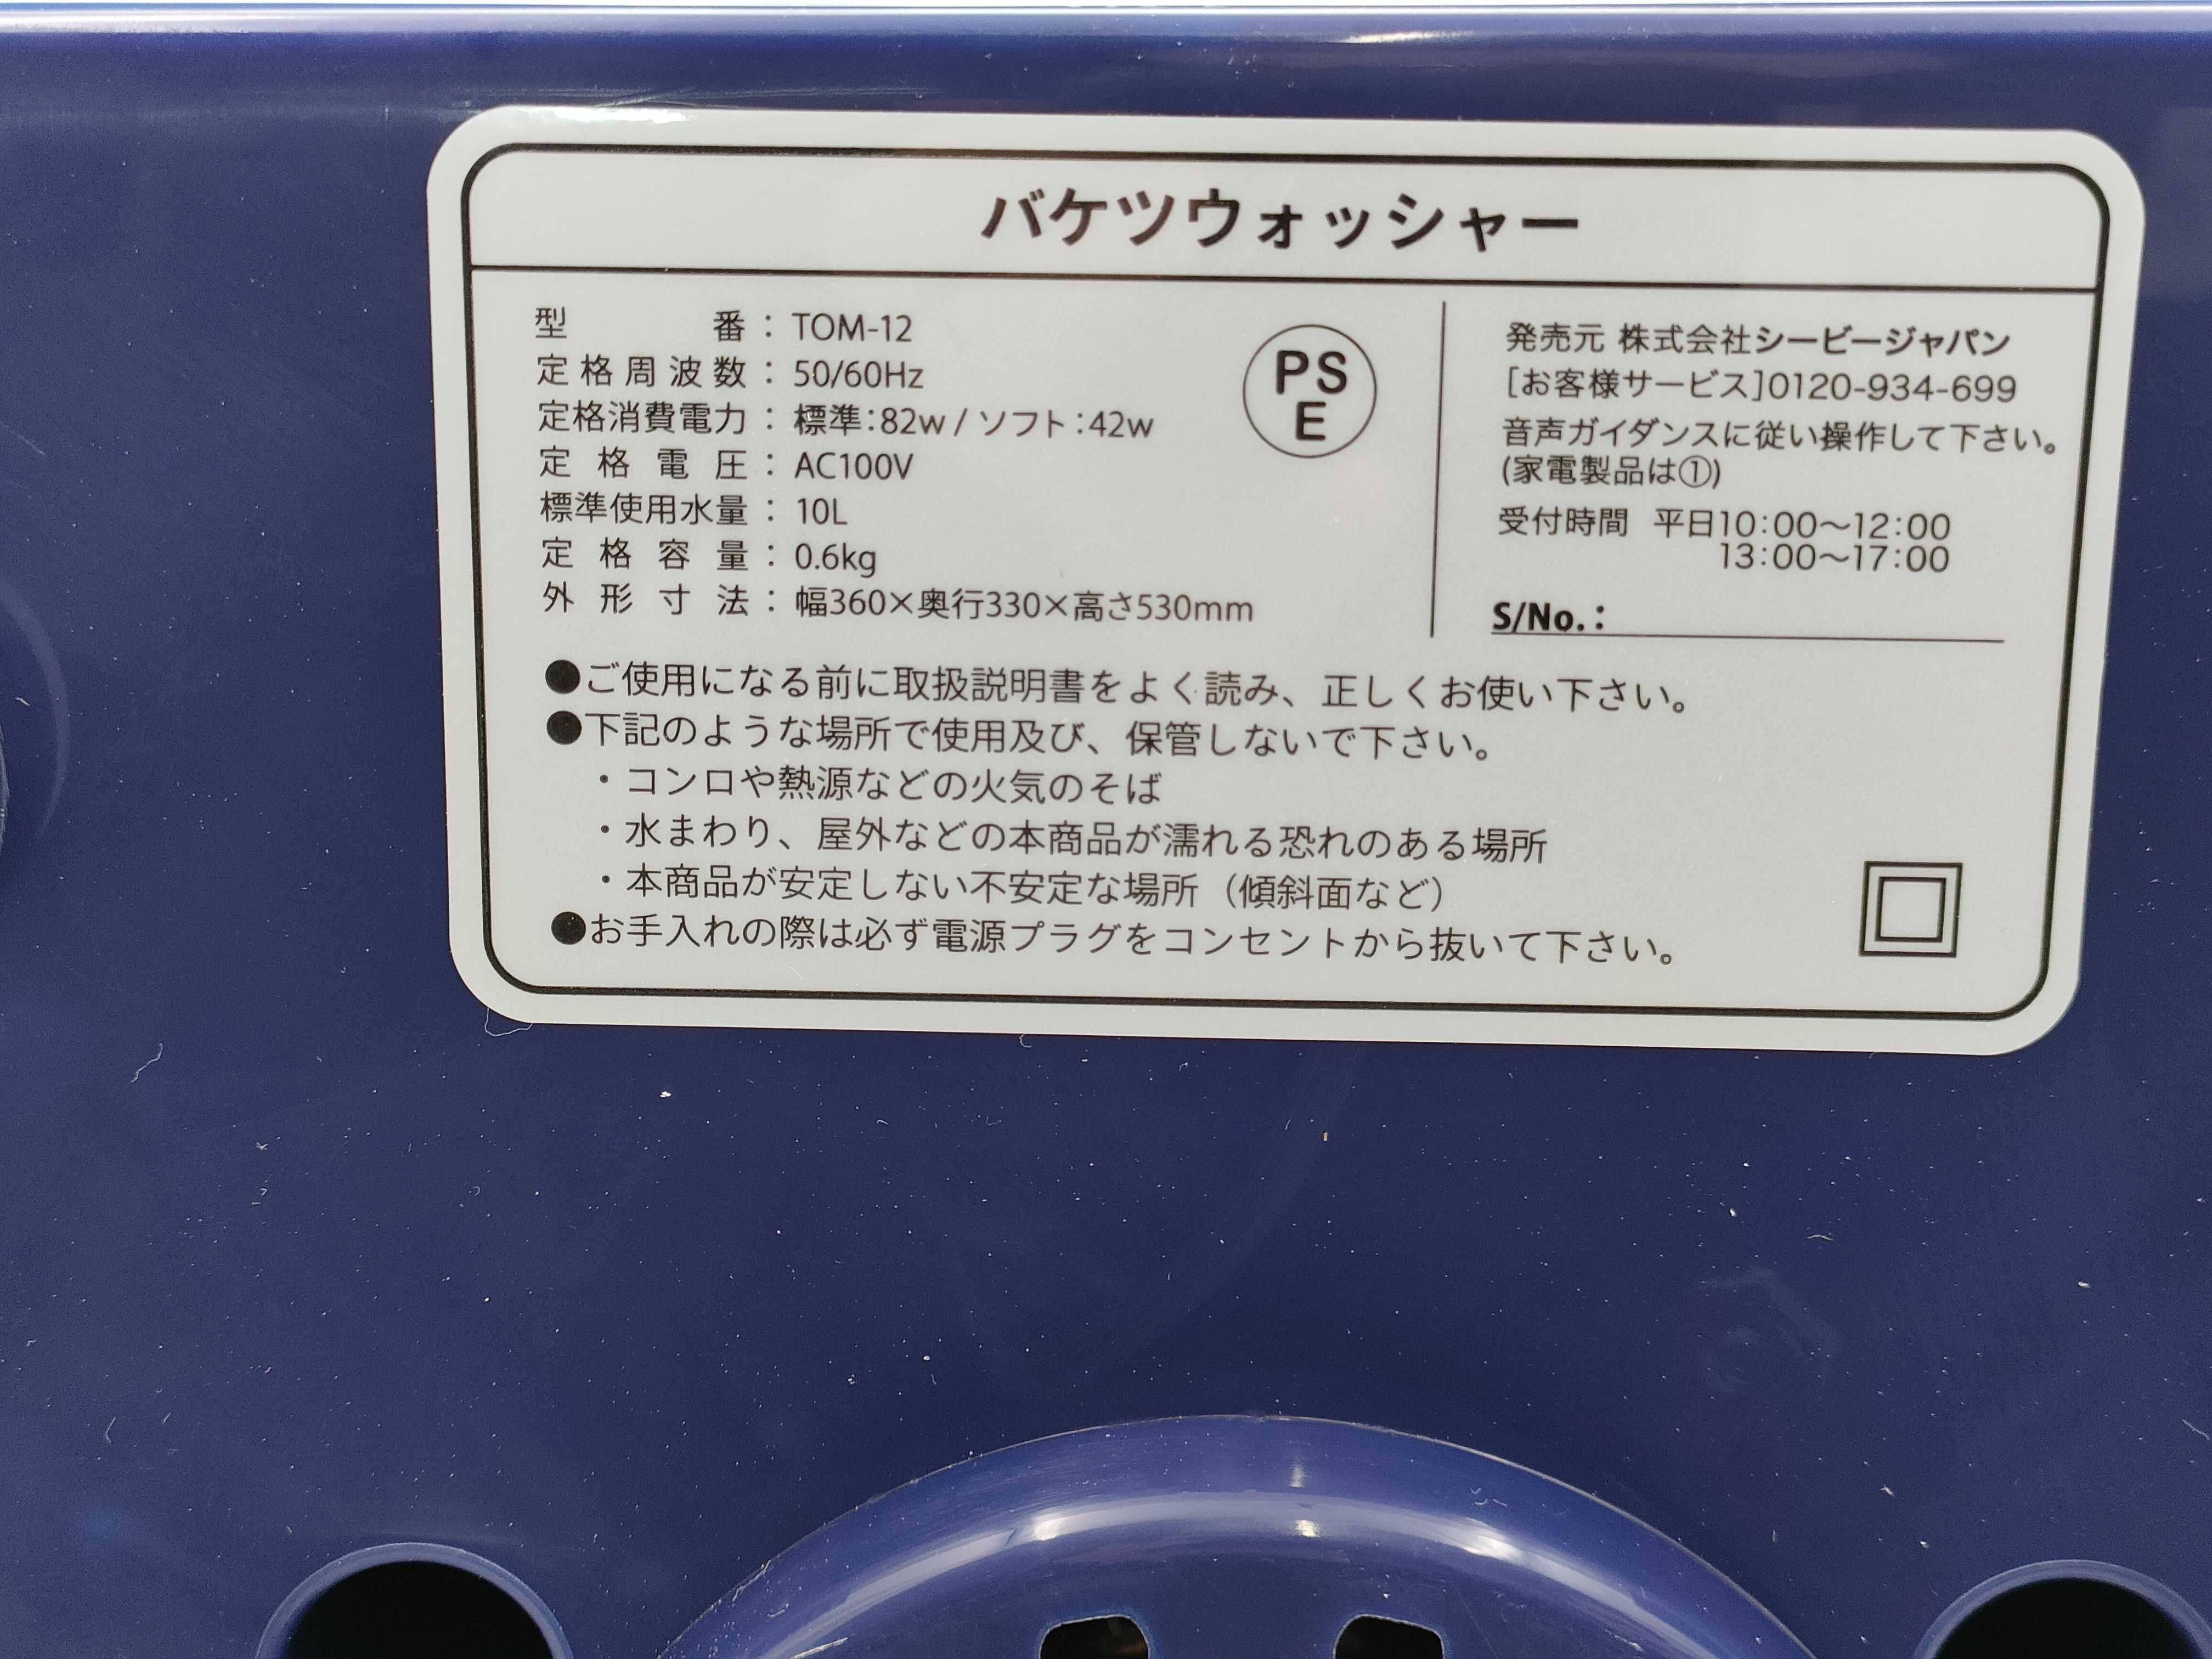 バケツウォッシャー
型番：TOM-12
定格周波数：50/60Hz
定格消費電力：標準:82w / ソフト:42w
定格電圧：AC100V
標準使用水量：10L
定格容量：0.6kg
外形寸法：幅360×奥行330×高さ530mm
PS
E
発売元 株式会社シービージャパン
[お客様サービス]0120-934-699
音声ガイダンスに従い操作して下さい。
(家電製品は①)
受付時間 平日10:00～12:00
13:00～17:00
S/No.：
●ご使用になる前に取扱説明書をよく読み、正しくお使い下さい。
●下記のような場所で使用及び、保管しないで下さい。
・コンロや熱源などの火気のそば
・水まわり、屋外などの本商品が濡れる恐れのある場所
・本商品が安定しない不安定な場所（傾斜面など）
●お手入れの際は必ず電源プラグをコンセントから抜いて下さい。